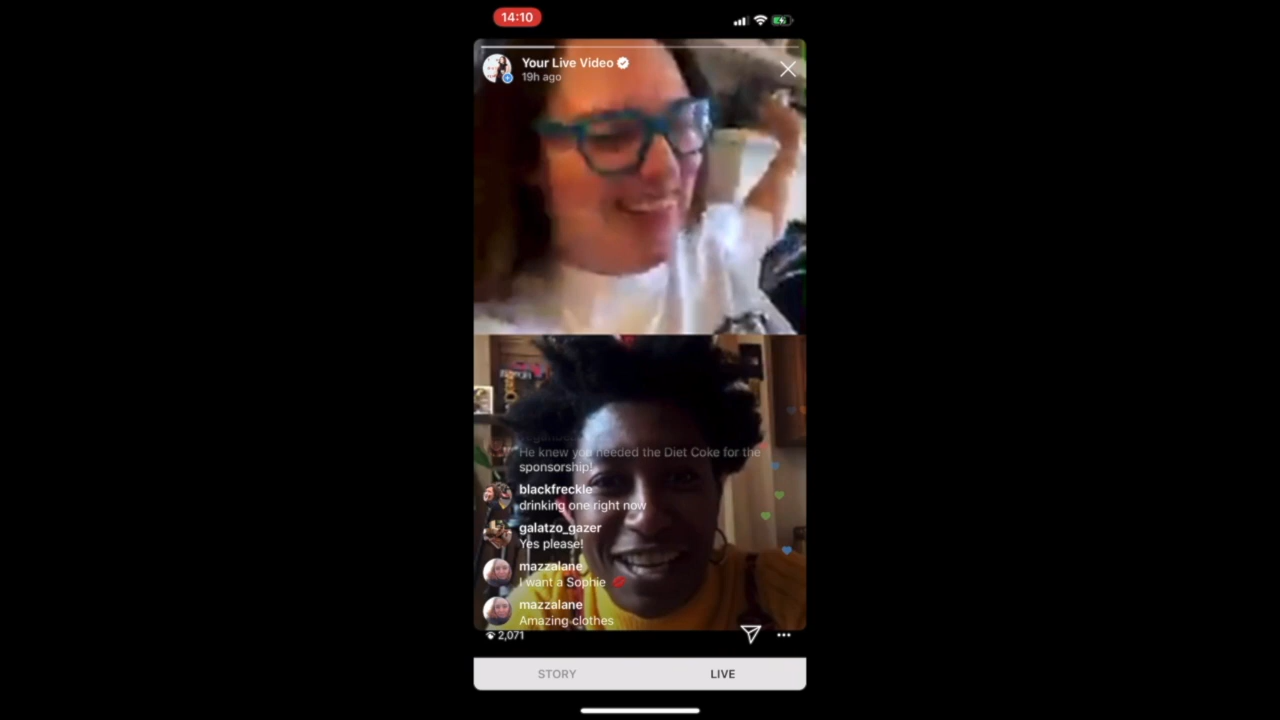 14:10
Your Live Video
19h ago
He knew you needed the Diet Coke for the
sponsorship!
blackfreckle
drinking one right now
galatzo_gazer
Yes please!
mazzalane
I want a Sophie 💋
mazzalane
Amazing clothes
2,071
STORY
LIVE